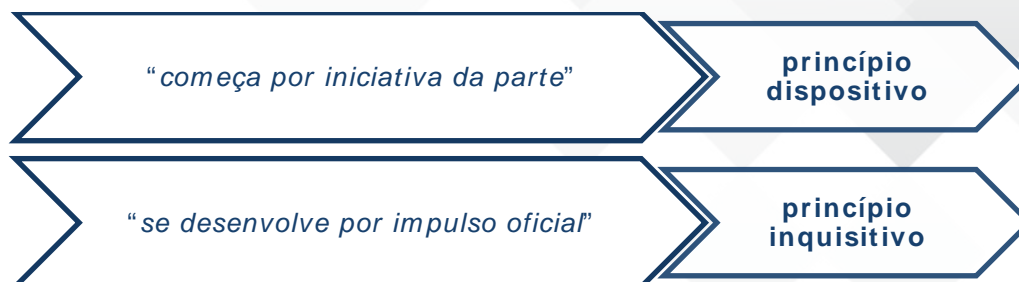 “começa por iniciativa da parte”
princípio
dispositivo
“se desenvolve por impulso oficial”
princípio
inquisitivo